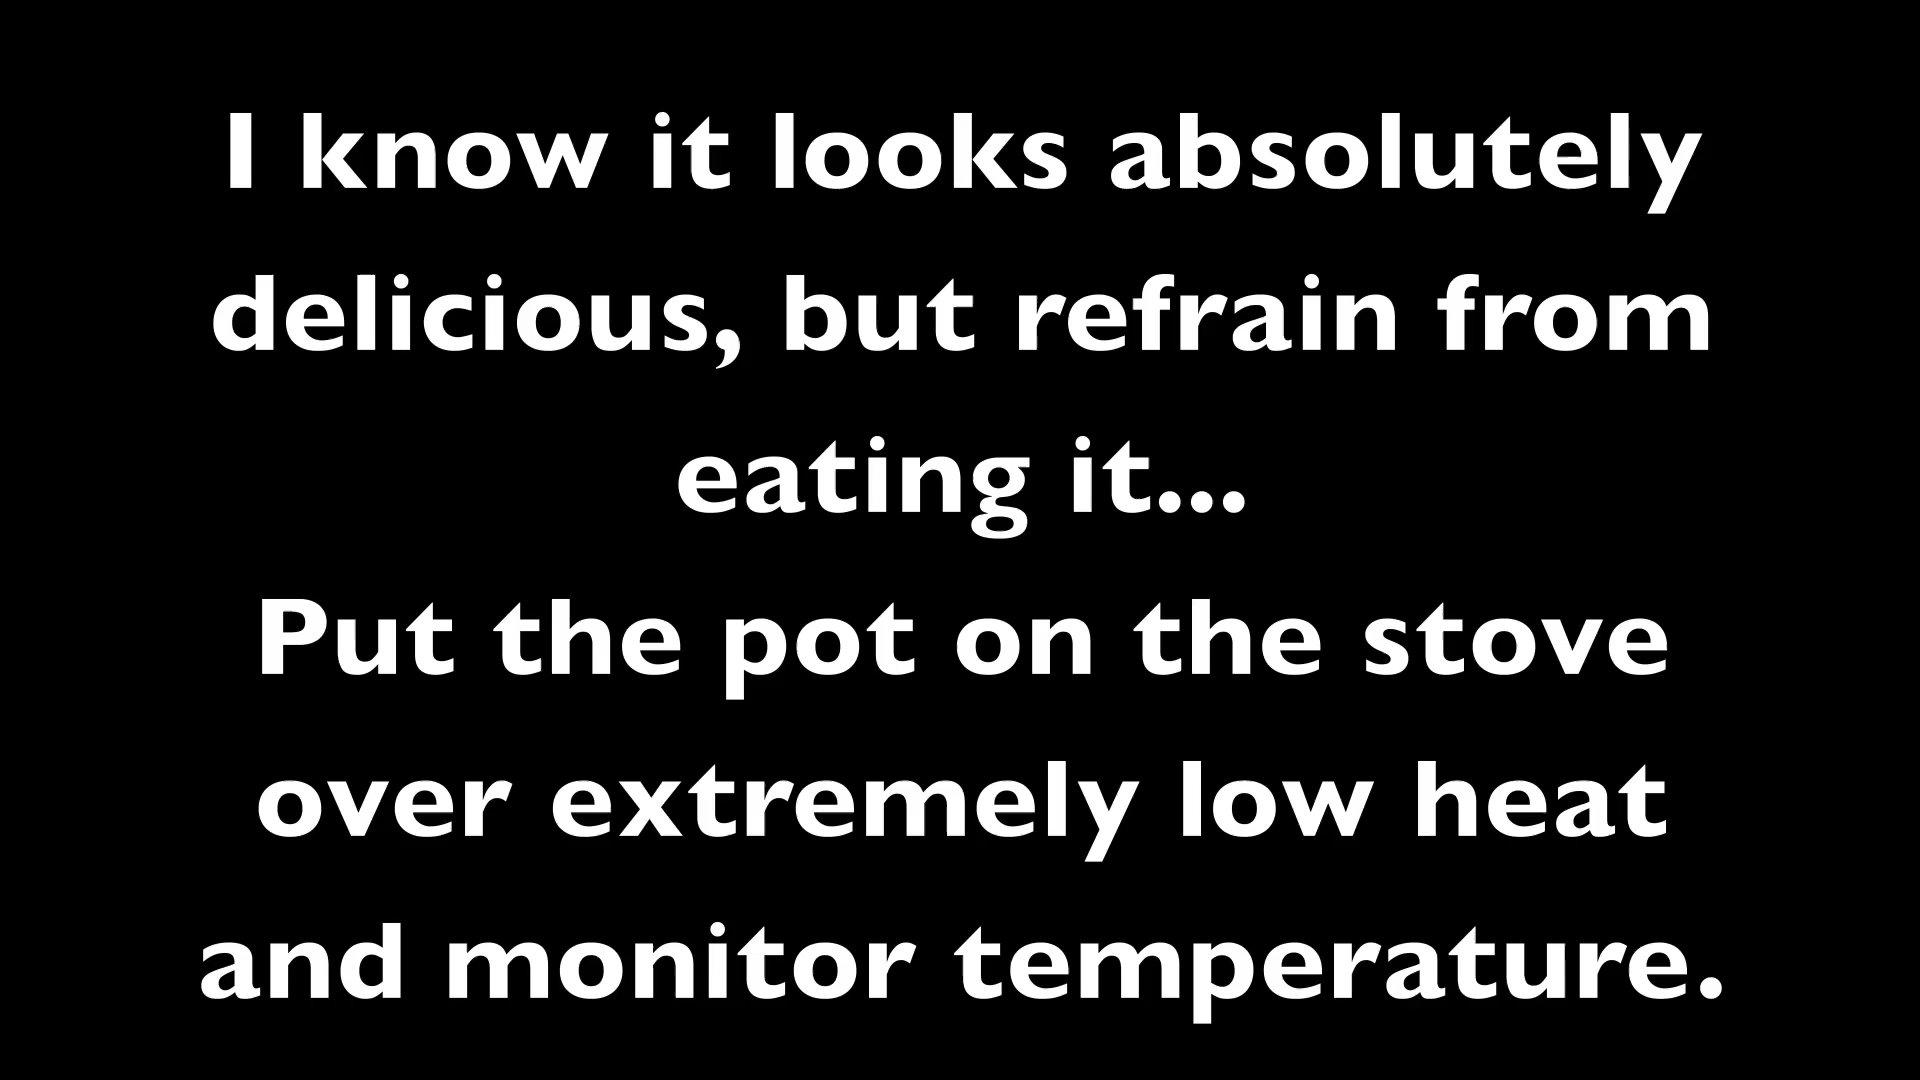 I know it looks absolutely
delicious, but refrain from
eating it...
Put the pot on the stove
over extremely low heat
and monitor temperature.